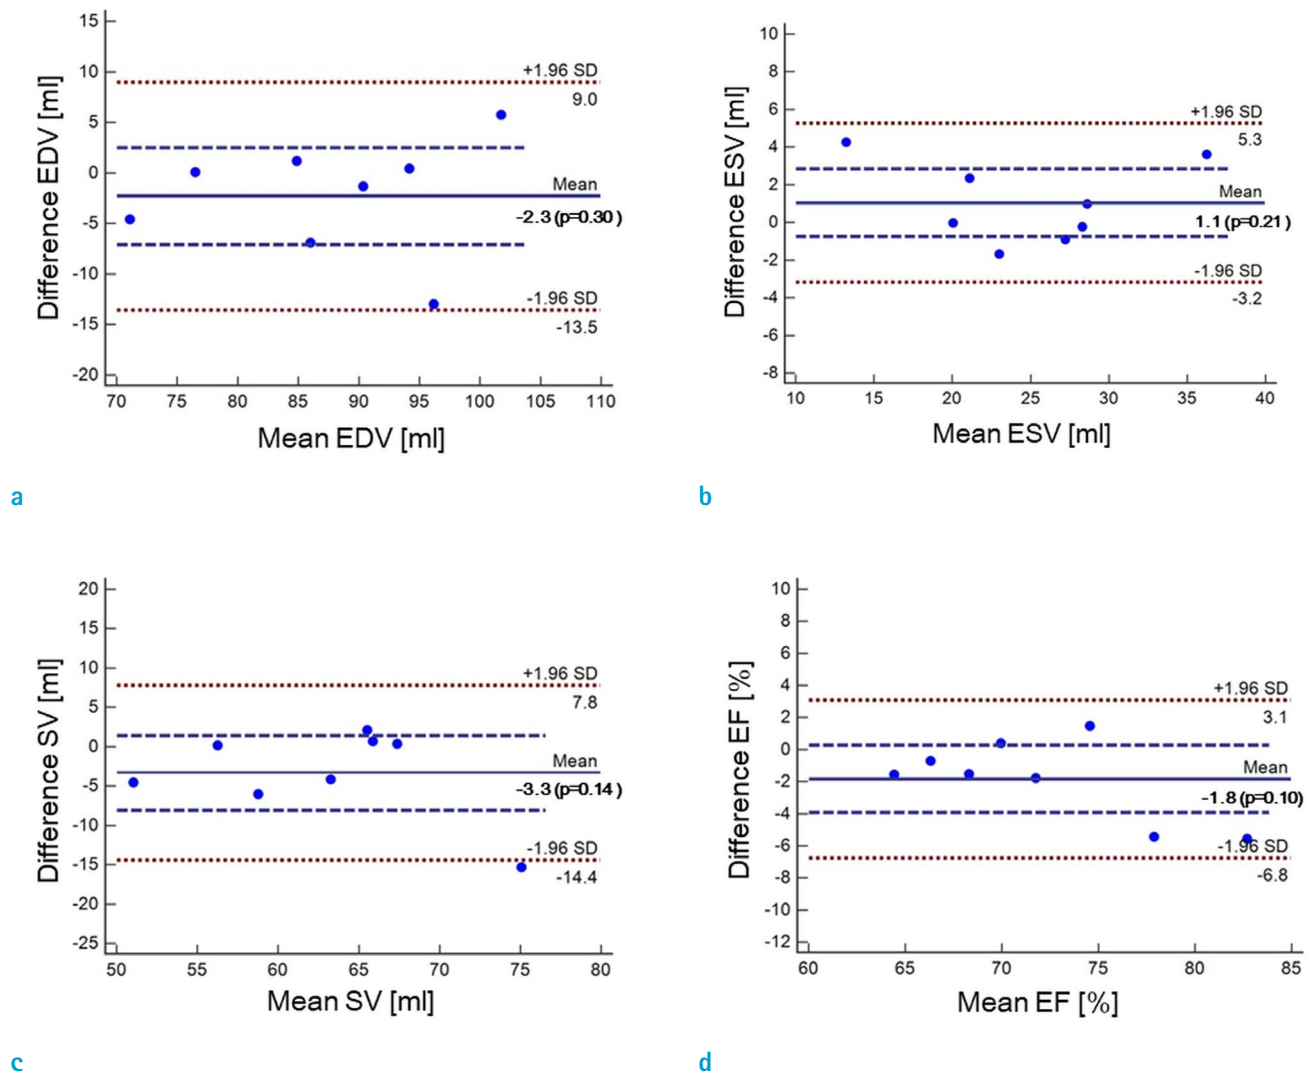 15
10
5
0
-5
-10
-15
-20
Difference EDV [ml]
+1.96 SD
9.0
Mean
-2.3 (p=0.30)
-1.96 SD
-13.5
70 75 80 85 90 95 100 105 110
Mean EDV [ml]
a
10
8
6
4
2
0
-2
-4
-6
-8
Difference ESV [ml]
+1.96 SD
5.3
Mean
1.1 (p=0.21)
-1.96 SD
-3.2
10 15 20 25 30 35 40
Mean ESV [ml]
b
20
15
10
5
0
-5
-10
-15
-20
-25
Difference SV [ml]
+1.96 SD
7.8
Mean
-3.3 (p=0.14)
-1.96 SD
-14.4
50 55 60 65 70 75 80
Mean SV [ml]
c
10
8
6
4
2
0
-2
-4
-6
-8
-10
-12
Difference EF [%]
+1.96 SD
3.1
Mean
-1.8 (p=0.10)
-1.96 SD
-6.8
60 65 70 75 80 85
Mean EF [%]
d